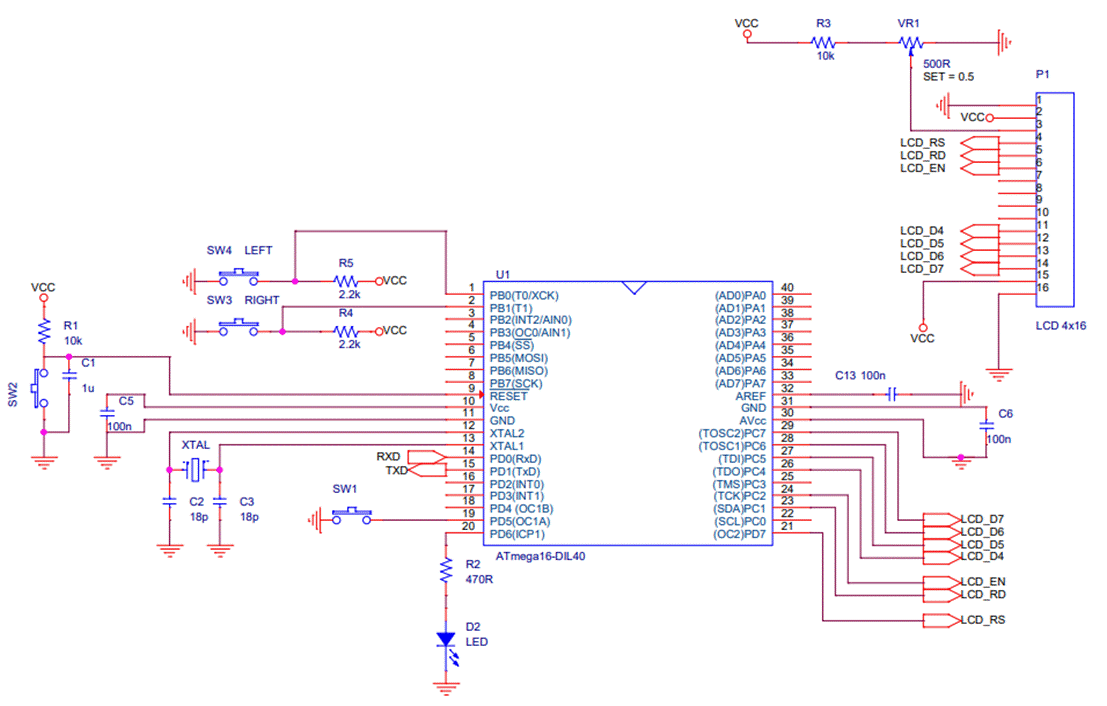 VCC
R3
10k
VR1
500R
SET = 0.5
P1
1
2
3
4
5
6
7
8
9
10
11
12
13
14
15
16
VCC
LCD_RS
LCD_RD
LCD_EN
LCD_D4
LCD_D5
LCD_D6
LCD_D7
VCC
LCD 4x16
SW4 LEFT
R5
2.2k
VCC
SW3 RIGHT
R4
2.2k
VCC
VCC
R1
10k
C1
1u
SW2
C5
100n
XTAL
C2
18p
C3
18p
RXD
TXD
SW1
R2
470R
D2
LED
U1
1 PB0(T0/XCK)
2 PB1(T1)
3 PB2(INT2/AIN0)
4 PB3(OC0/AIN1)
5 PB4(SS)
6 PB5(MOSI)
7 PB6(MISO)
8 PB7(SCK)
9 RESET
10 Vcc
11 GND
12 XTAL2
13 XTAL1
14 PD0(RxD)
15 PD1(TxD)
16 PD2(INT0)
17 PD3(INT1)
18 PD4 (OC1B)
19 PD5(OC1A)
20 PD6(ICP1)
(AD0)PA0 40
(AD1)PA1 39
(AD2)PA2 38
(AD3)PA3 37
(AD4)PA4 36
(AD5)PA5 35
(AD6)PA6 34
(AD7)PA7 33
AREF 32
GND 31
AVcc 30
(TOSC2)PC7 29
(TOSC1)PC6 28
(TDI)PC5 27
(TDO)PC4 26
(TMS)PC3 25
(TCK)PC2 24
(SDA)PC1 23
(SCL)PC0 22
(OC2)PD7 21
ATmega16-DIL40
C13 100n
C6
100n
LCD_D7
LCD_D6
LCD_D5
LCD_D4
LCD_EN
LCD_RD
LCD_RS